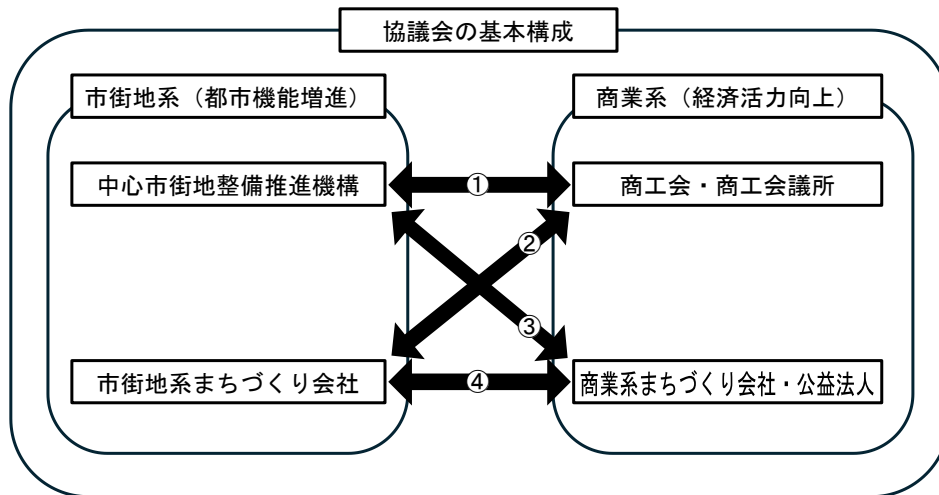 協議会の基本構成
市街地系（都市機能増進）
商業系（経済活力向上）
中心市街地整備推進機構
①
商工会・商工会議所
②
③
市街地系まちづくり会社
④
商業系まちづくり会社・公益法人